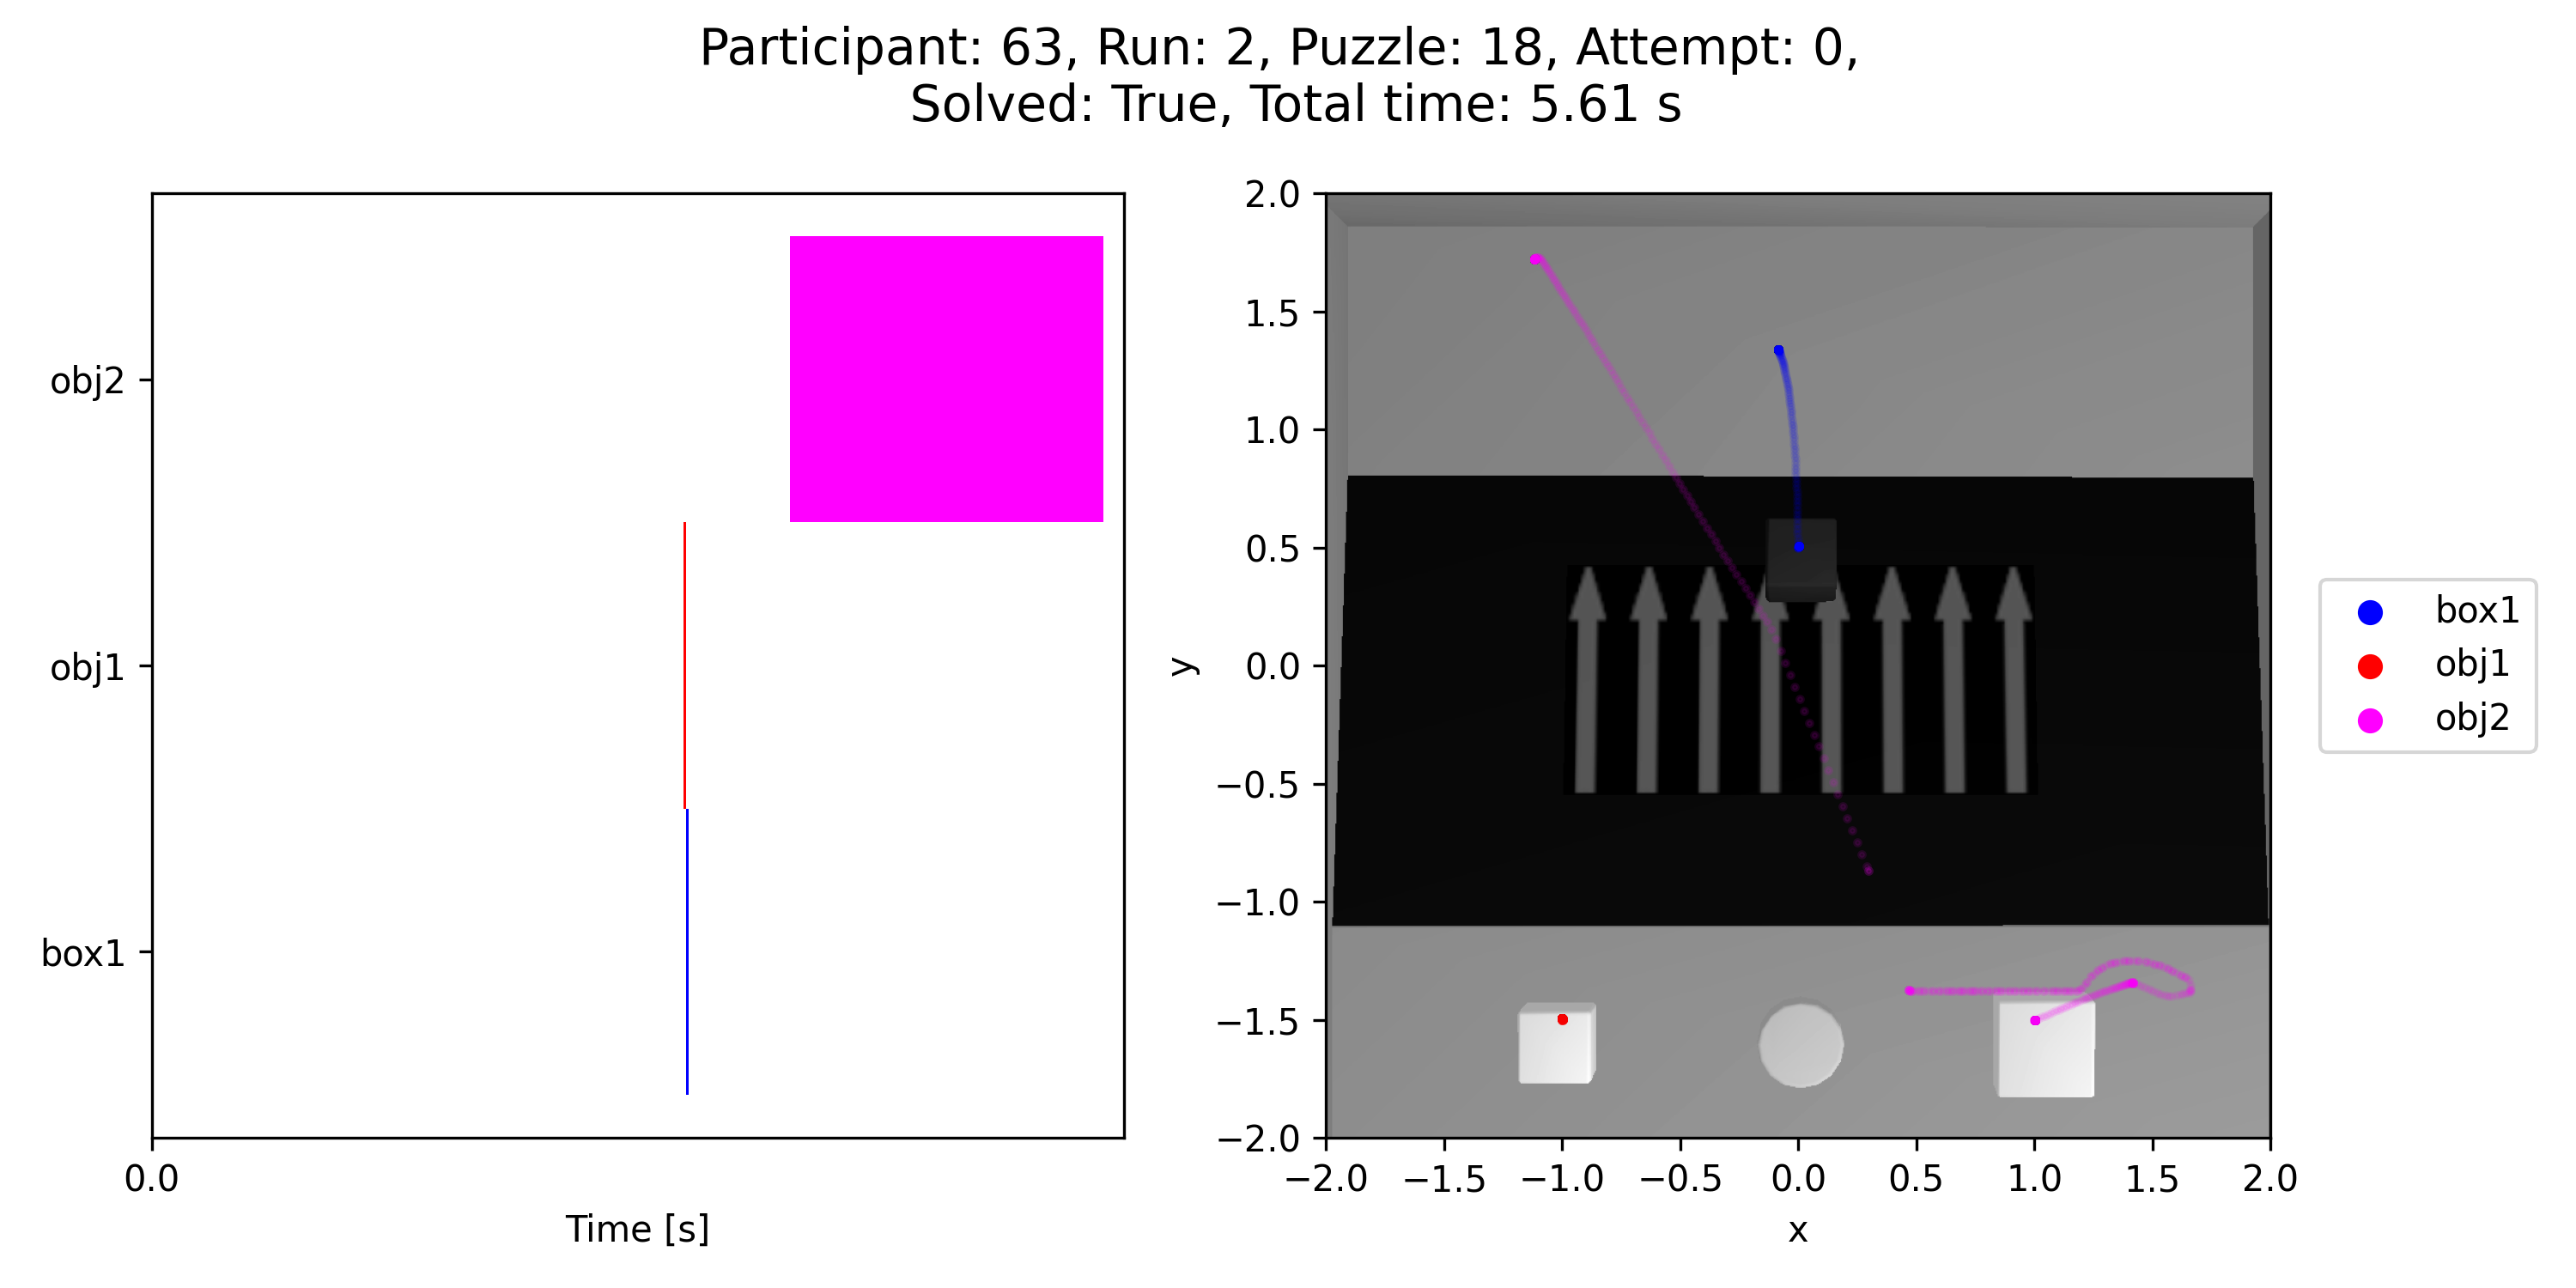 Participant: 63, Run: 2, Puzzle: 18, Attempt: 0,
Solved: True, Total time: 5.61 s
obj2
obj1
box1
0.0
Time [s]
2.0
1.5
1.0
0.5
0.0
−0.5
−1.0
−1.5
−2.0
y
−2.0 −1.5 −1.0 −0.5 0.0 0.5 1.0 1.5 2.0
x
box1
obj1
obj2